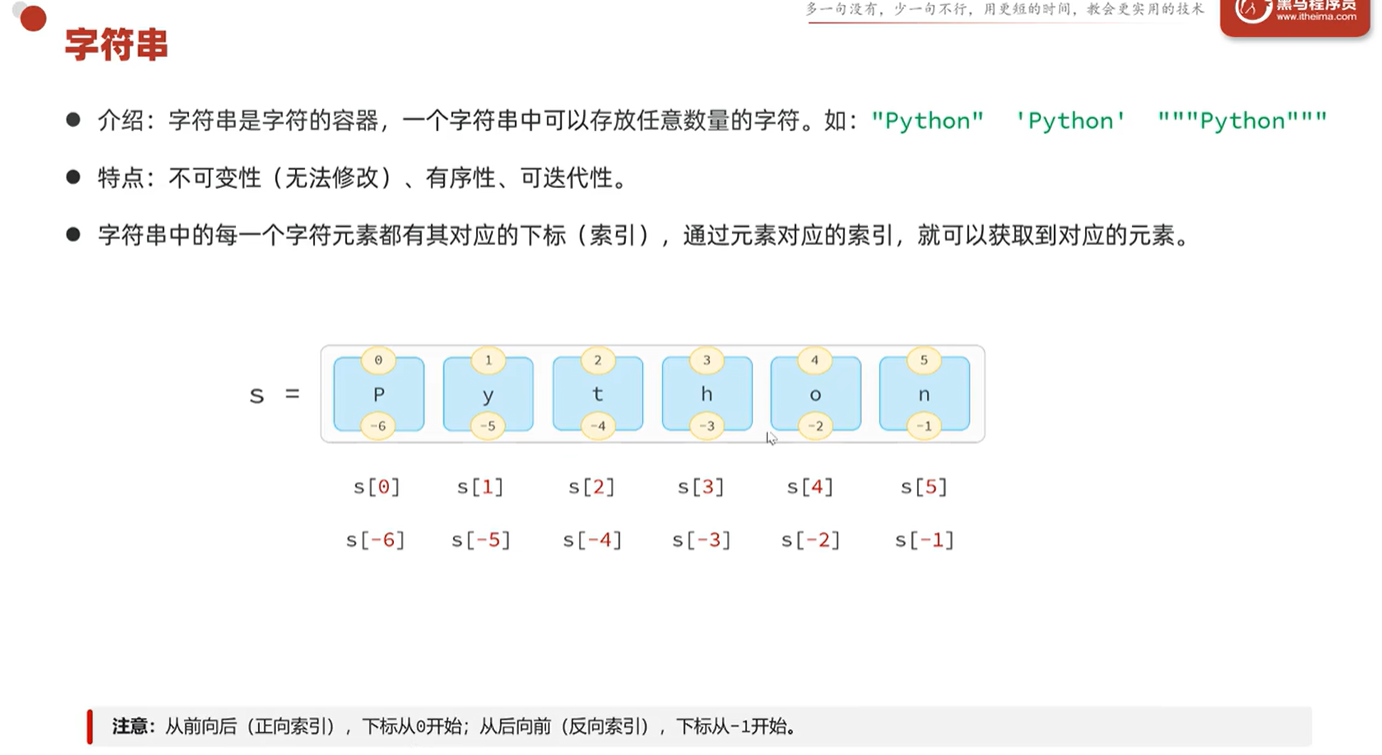 多一句没有，少一句不行，用更短的时间，教会更实用的技术
黑马程序员
www.itheima.com
字符串
● 介绍：字符串是字符的容器，一个字符串中可以存放任意数量的字符。如："Python" 'Python' """Python"""
● 特点：不可变性（无法修改）、有序性、可迭代性。
● 字符串中的每一个字符元素都有其对应的下标（索引），通过元素对应的索引，就可以获取到对应的元素。
0 1 2 3 4 5
s = P y t h o n
-6 -5 -4 -3 -2 -1
s[0] s[1] s[2] s[3] s[4] s[5]
s[-6] s[-5] s[-4] s[-3] s[-2] s[-1]
注意：从前向后（正向索引），下标从0开始；从后向前（反向索引），下标从-1开始。